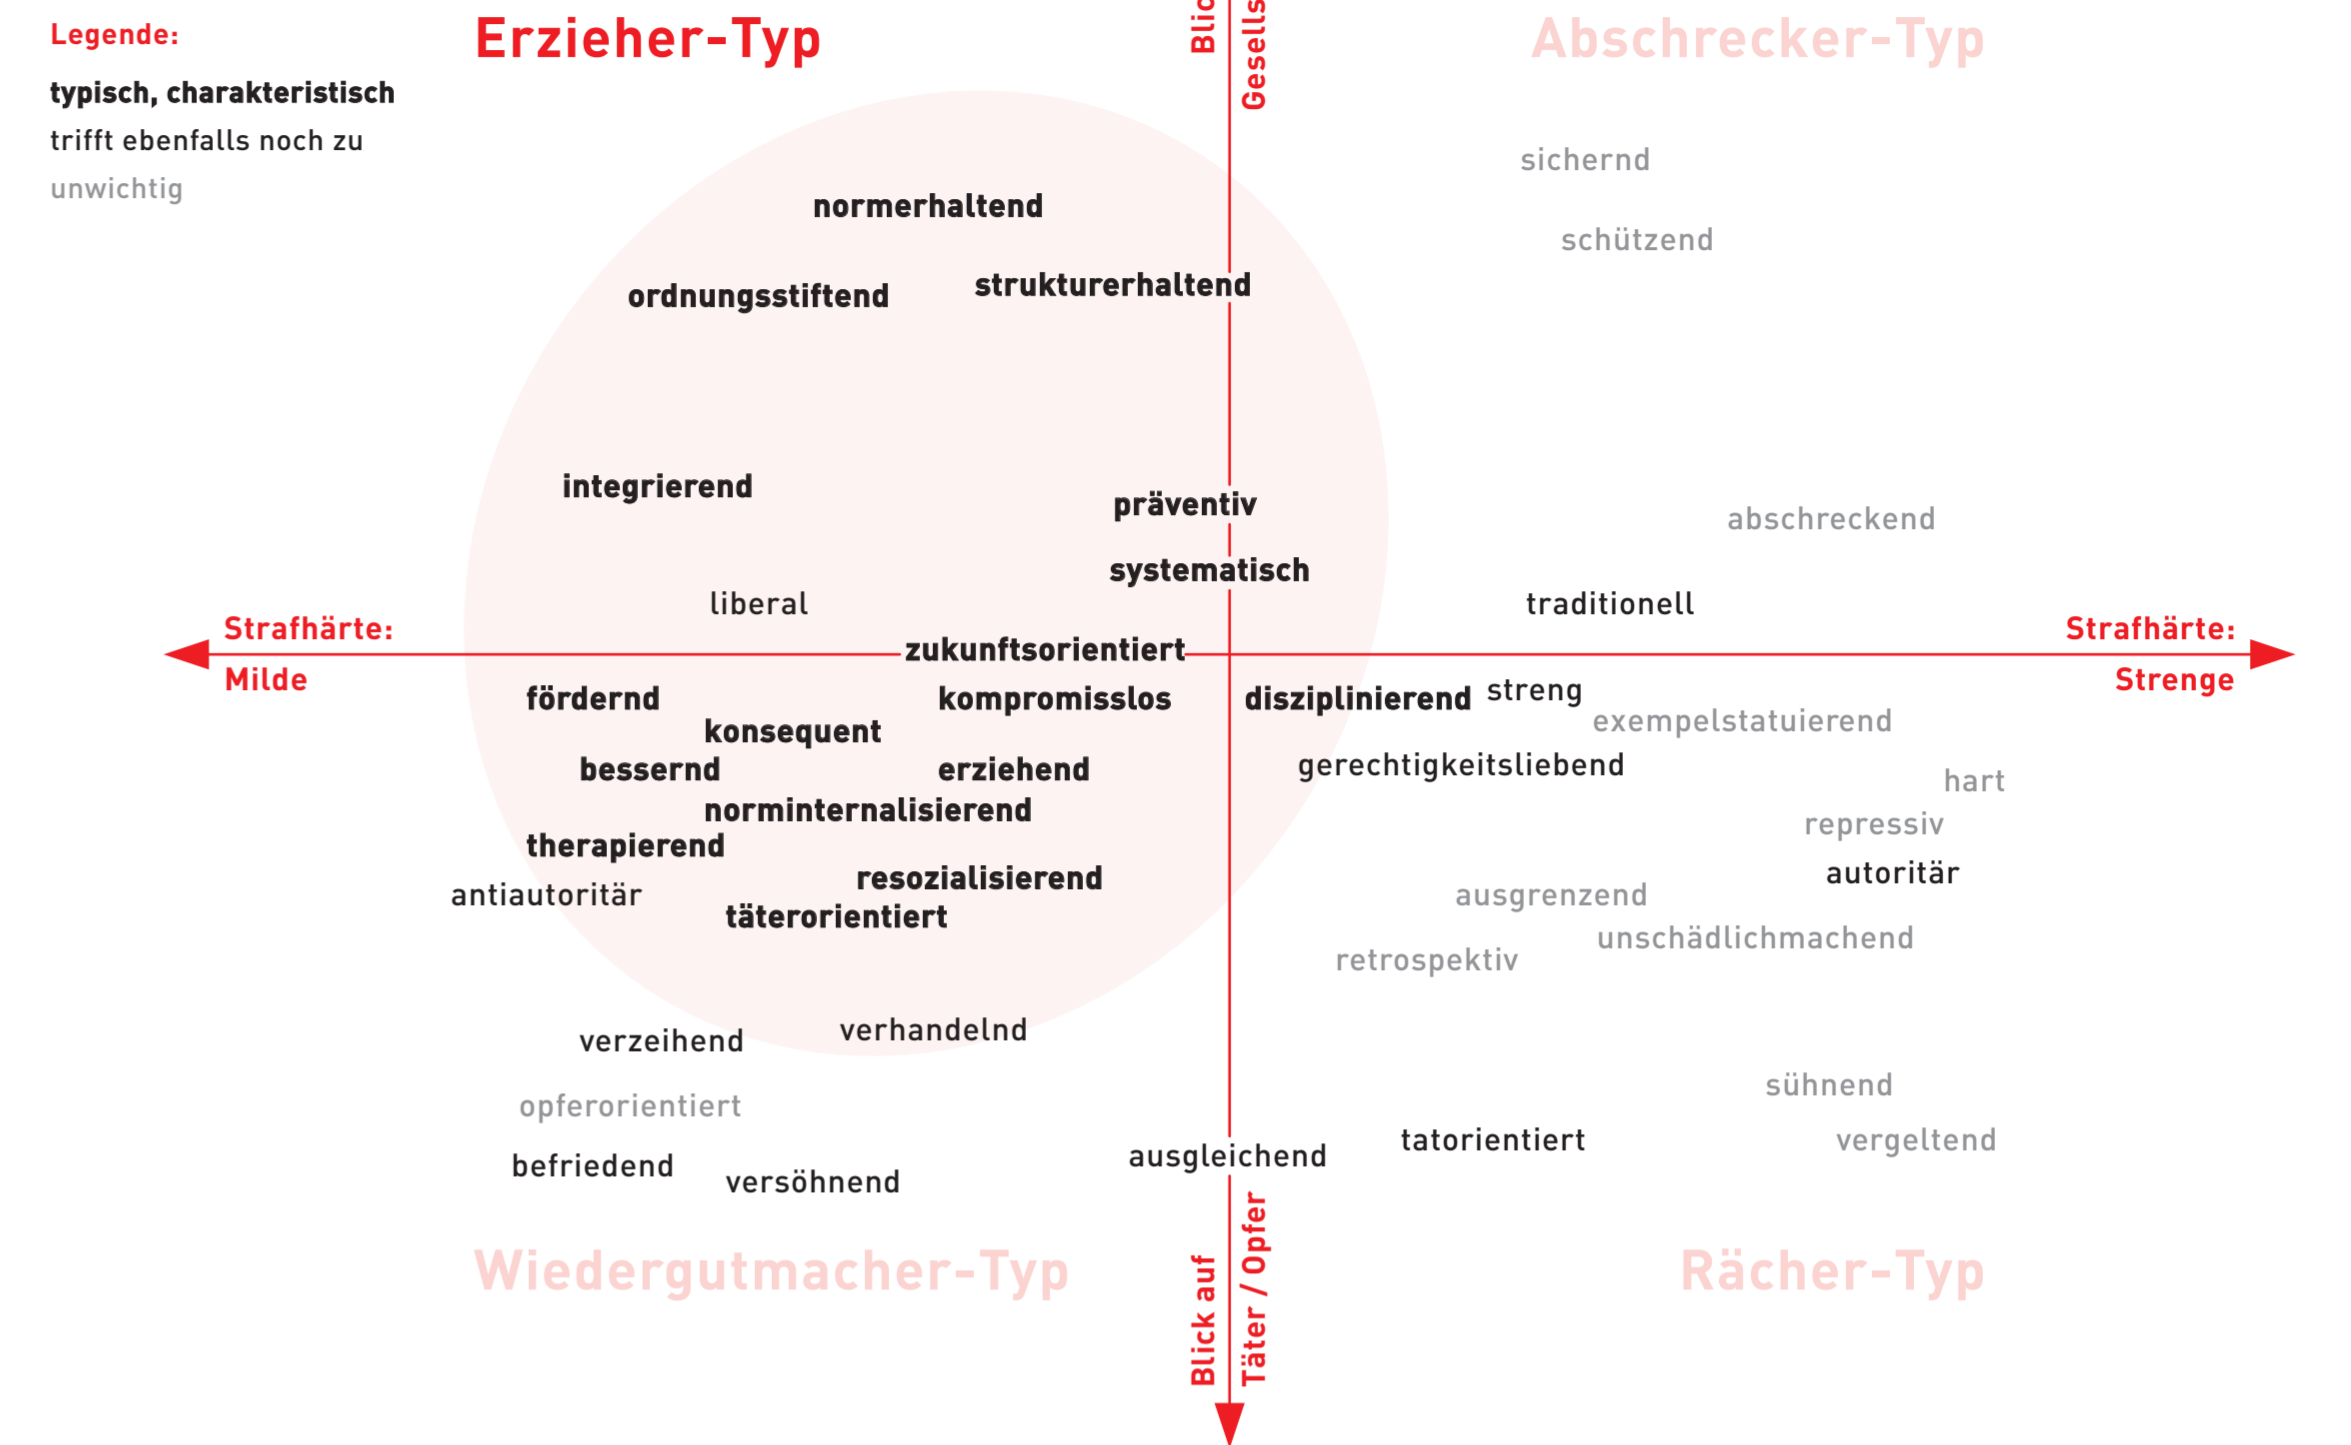 Legende:
typisch, charakteristisch
trifft ebenfalls noch zu
unwichtig
Erzieher-Typ
Abschrecker-Typ
sichernd
schützend
normerhaltend
ordnungsstiftend
strukturerhaltend
integrierend
präventiv
abschreckend
systematisch
liberal
traditionell
Strafhärte:
Milde
zukunftsorientiert
Strafhärte:
Strenge
fördernd
kompromisslos
disziplinierend
streng
exempelstatuierend
konsequent
bessernd
erziehend
gerechtigkeitsliebend
hart
norminternalisierend
repressiv
therapierend
autoritär
resozialisierend
antiautoritär
ausgrenzend
täterorientiert
unschädlichmachend
retrospektiv
verzeihend
verhandelnd
opferorientiert
sühnend
befriedend
versöhnend
ausgleichend
tatorientiert
vergeltend
Blick auf
Täter / Opfer
Wiedergutmacher-Typ
Rächer-Typ